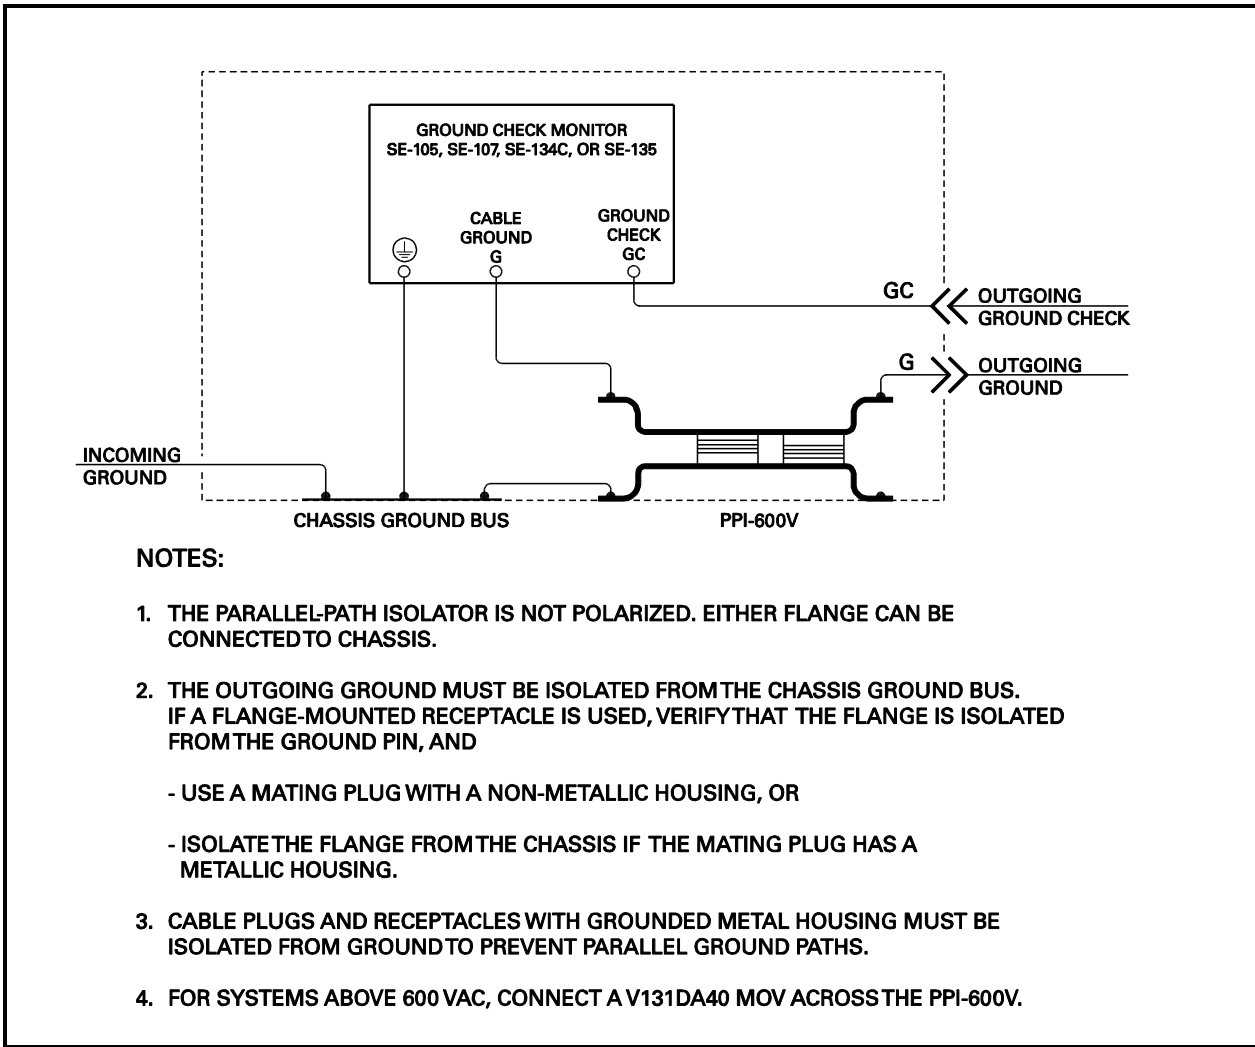 GROUND CHECK MONITOR
SE-105, SE-107, SE-134C, OR SE-135
CABLE
GROUND
G
GROUND
CHECK
GC
GC
OUTGOING
GROUND CHECK
G
OUTGOING
GROUND
INCOMING
GROUND
CHASSIS GROUND BUS
PPI-600V
NOTES:
1. THE PARALLEL-PATH ISOLATOR IS NOT POLARIZED. EITHER FLANGE CAN BE
CONNECTED TO CHASSIS.
2. THE OUTGOING GROUND MUST BE ISOLATED FROM THE CHASSIS GROUND BUS.
IF A FLANGE-MOUNTED RECEPTACLE IS USED, VERIFY THAT THE FLANGE IS ISOLATED
FROM THE GROUND PIN, AND
- USE A MATING PLUG WITH A NON-METALLIC HOUSING, OR
- ISOLATE THE FLANGE FROM THE CHASSIS IF THE MATING PLUG HAS A
METALLIC HOUSING.
3. CABLE PLUGS AND RECEPTACLES WITH GROUNDED METAL HOUSING MUST BE
ISOLATED FROM GROUND TO PREVENT PARALLEL GROUND PATHS.
4. FOR SYSTEMS ABOVE 600 VAC, CONNECT A V131DA40 MOV ACROSS THE PPI-600V.